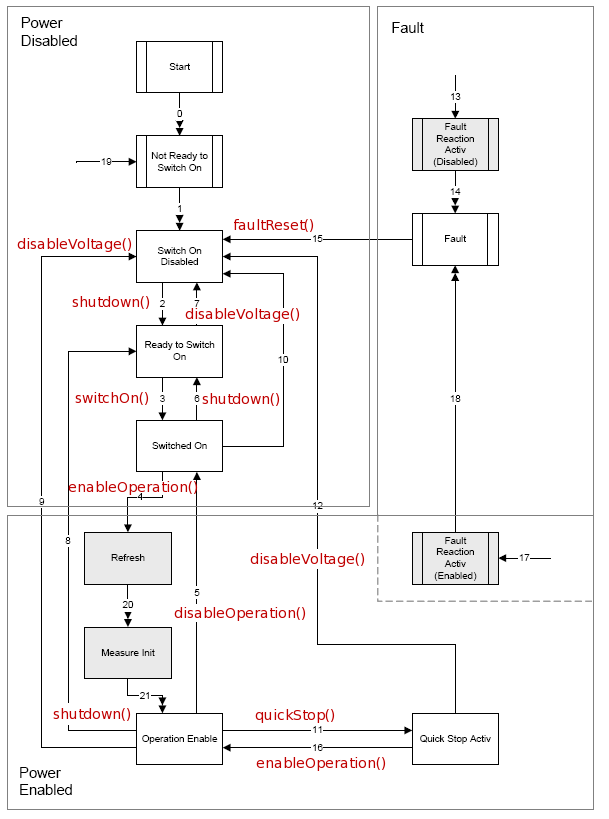 Power
Disabled
Fault
Start
0
13
Not Ready to
Switch On
19
Fault
Reaction
Activ
(Disabled)
14
1
faultReset()
15
disableVoltage()
Switch On
Disabled
Fault
shutdown()
2
7
disableVoltage()
Ready to Switch
On
10
switchOn()
3
6
shutdown()
18
Switched On
enableOperation()
4
9
12
8
Refresh
disableVoltage()
Fault
Reaction
Activ
(Enabled)
17
5
20
disableOperation()
Measure Init
21
shutdown()
quickStop()
11
Operation Enable
Quick Stop Activ
16
enableOperation()
Power
Enabled